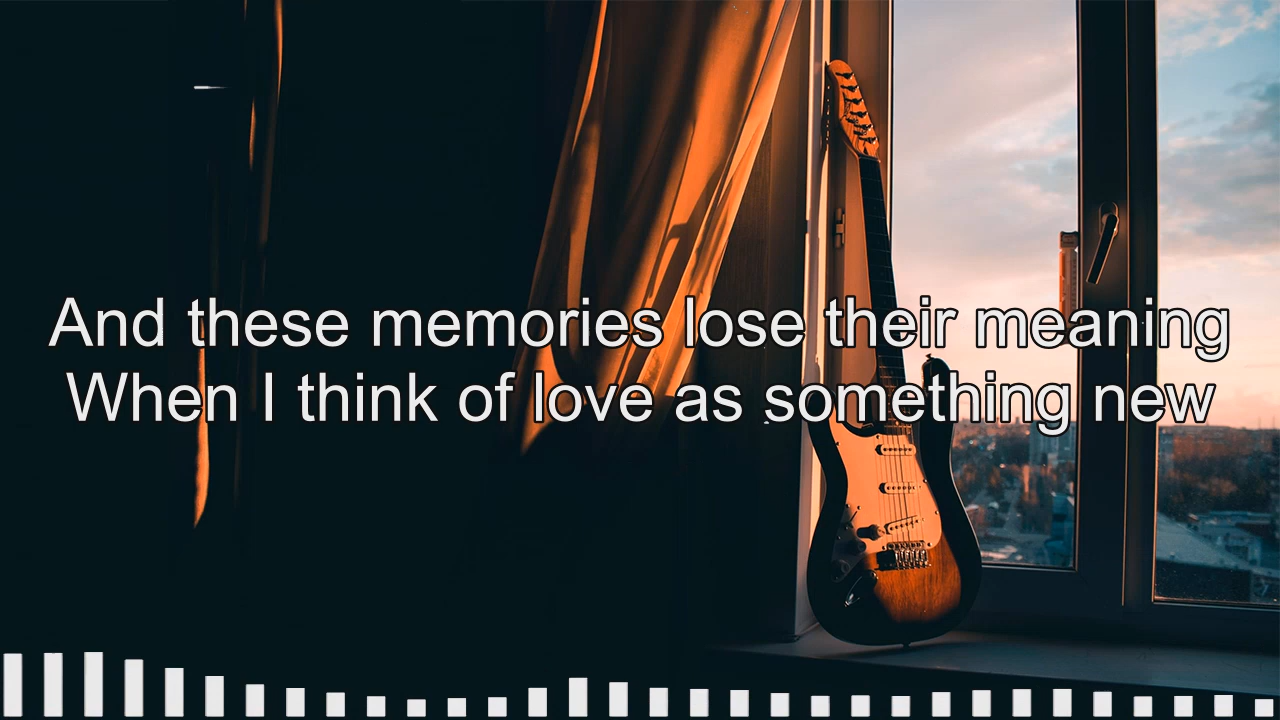 And these memories lose their meaning
When I think of love as something new